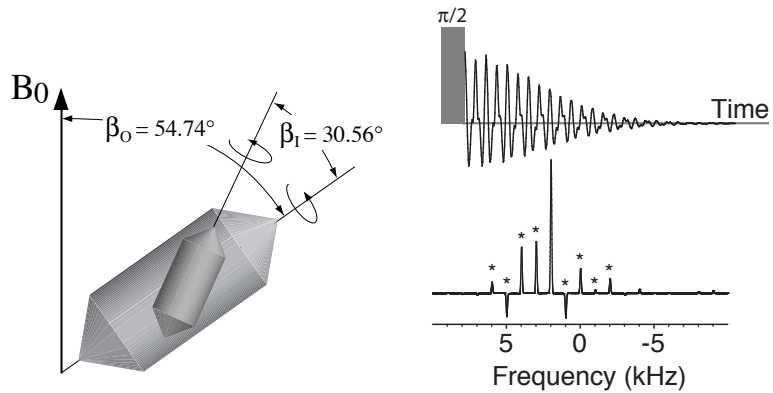 B0
βO = 54.74°
βI = 30.56°
π/2
Time
* * * * * * * *
5 0 -5
Frequency (kHz)